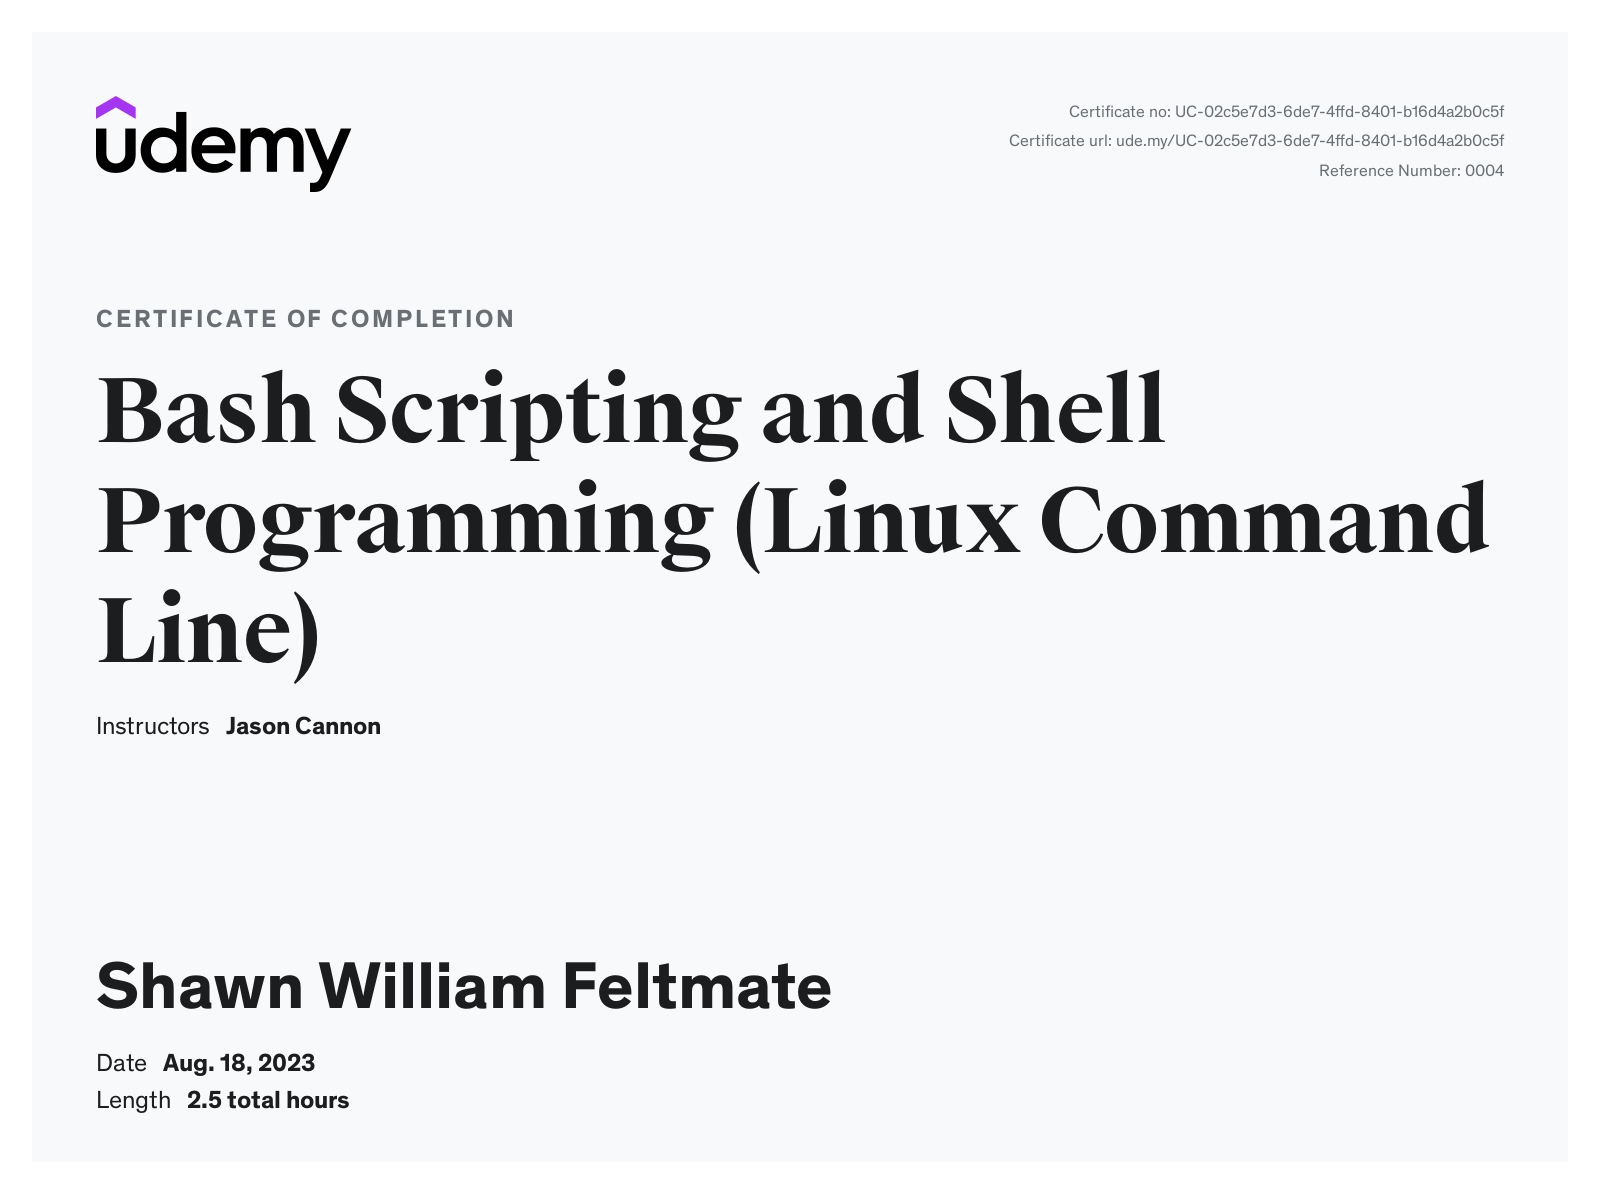 udemy
Certificate no: UC-02c5e7d3-6de7-4ffd-8401-b16d4a2b0c5f
Certificate url: ude.my/UC-02c5e7d3-6de7-4ffd-8401-b16d4a2b0c5f
Reference Number: 0004
CERTIFICATE OF COMPLETION
Bash Scripting and Shell
Programming (Linux Command
Line)
Instructors Jason Cannon
Shawn William Feltmate
Date Aug. 18, 2023
Length 2.5 total hours